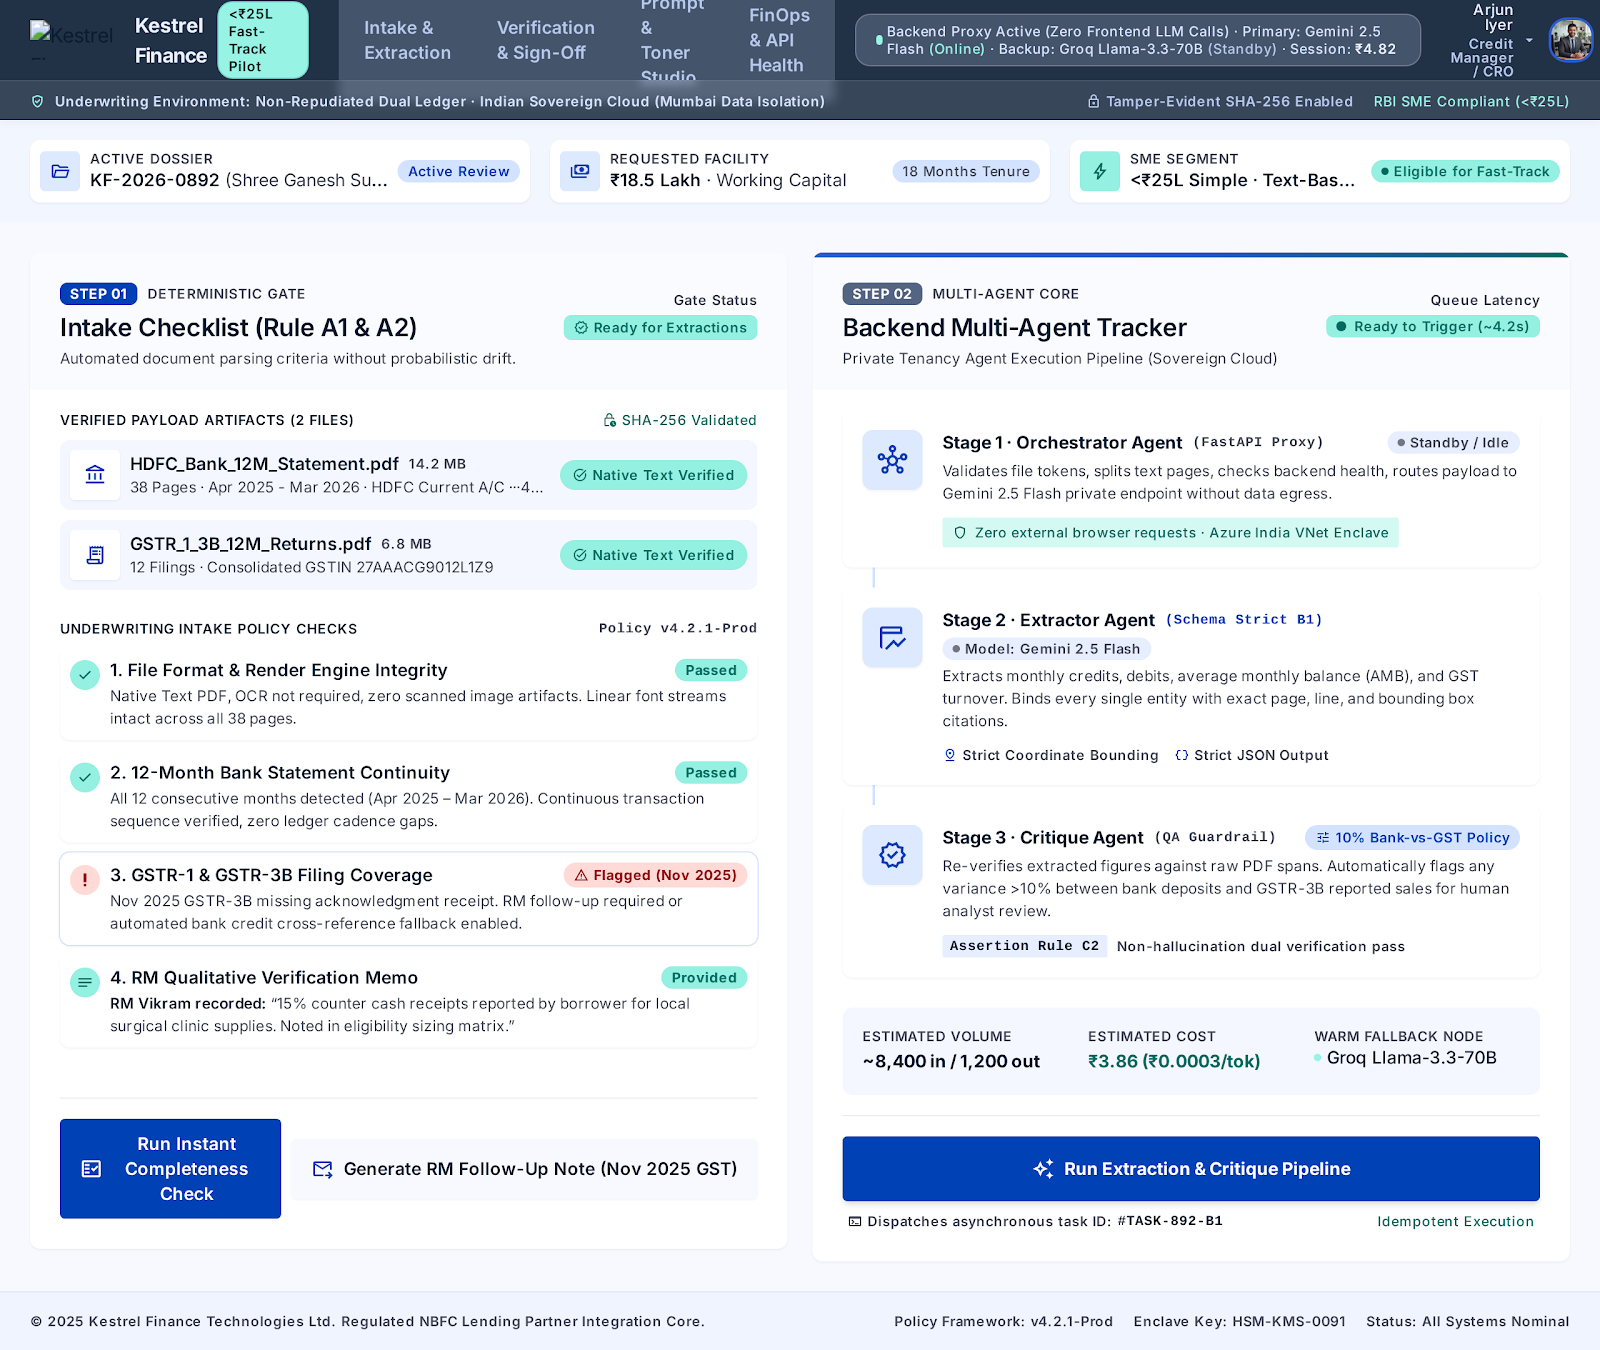 Kestrel
Kestrel
Finance
<₹25L
Fast-
Track
Pilot
Intake &
Extraction
Verification
& Sign-Off
Prompt
&
Toner
Studio
FinOps
& API
Health
Backend Proxy Active (Zero Frontend LLM Calls) · Primary: Gemini 2.5
Flash (Online) · Backup: Groq Llama-3.3-70B (Standby) · Session: ₹4.82
Arjun
Iyer
Credit
Manager
/ CRO
Underwriting Environment: Non-Repudiated Dual Ledger · Indian Sovereign Cloud (Mumbai Data Isolation)
Tamper-Evident SHA-256 Enabled
RBI SME Compliant (<₹25L)
ACTIVE DOSSIER
KF-2026-0892 (Shree Ganesh Su...
Active Review
REQUESTED FACILITY
₹18.5 Lakh · Working Capital
18 Months Tenure
SME SEGMENT
<₹25L Simple · Text-Bas...
Eligible for Fast-Track
STEP 01 DETERMINISTIC GATE
Intake Checklist (Rule A1 & A2)
Automated document parsing criteria without probabilistic drift.
Gate Status
Ready for Extractions
VERIFIED PAYLOAD ARTIFACTS (2 FILES)
SHA-256 Validated
HDFC_Bank_12M_Statement.pdf 14.2 MB
38 Pages · Apr 2025 - Mar 2026 · HDFC Current A/C ···4...
Native Text Verified
GSTR_1_3B_12M_Returns.pdf 6.8 MB
12 Filings · Consolidated GSTIN 27AAACG9012L1Z9
Native Text Verified
UNDERWRITING INTAKE POLICY CHECKS
Policy v4.2.1-Prod
1. File Format & Render Engine Integrity
Passed
Native Text PDF, OCR not required, zero scanned image artifacts. Linear font streams
intact across all 38 pages.
2. 12-Month Bank Statement Continuity
Passed
All 12 consecutive months detected (Apr 2025 – Mar 2026). Continuous transaction
sequence verified, zero ledger cadence gaps.
3. GSTR-1 & GSTR-3B Filing Coverage
Flagged (Nov 2025)
Nov 2025 GSTR-3B missing acknowledgment receipt. RM follow-up required or
automated bank credit cross-reference fallback enabled.
4. RM Qualitative Verification Memo
Provided
RM Vikram recorded: “15% counter cash receipts reported by borrower for local
surgical clinic supplies. Noted in eligibility sizing matrix.”
Run Instant
Completeness
Check
Generate RM Follow-Up Note (Nov 2025 GST)
STEP 02 MULTI-AGENT CORE
Backend Multi-Agent Tracker
Private Tenancy Agent Execution Pipeline (Sovereign Cloud)
Queue Latency
Ready to Trigger (~4.2s)
Stage 1 · Orchestrator Agent (FastAPI Proxy)
Standby / Idle
Validates file tokens, splits text pages, checks backend health, routes payload to
Gemini 2.5 Flash private endpoint without data egress.
Zero external browser requests · Azure India VNet Enclave
Stage 2 · Extractor Agent (Schema Strict B1)
Model: Gemini 2.5 Flash
Extracts monthly credits, debits, average monthly balance (AMB), and GST
turnover. Binds every single entity with exact page, line, and bounding box
citations.
Strict Coordinate Bounding
Strict JSON Output
Stage 3 · Critique Agent (QA Guardrail)
10% Bank-vs-GST Policy
Re-verifies extracted figures against raw PDF spans. Automatically flags any
variance >10% between bank deposits and GSTR-3B reported sales for human
analyst review.
Assertion Rule C2 Non-hallucination dual verification pass
ESTIMATED VOLUME
~8,400 in / 1,200 out
ESTIMATED COST
₹3.86 (₹0.0003/tok)
WARM FALLBACK NODE
Groq Llama-3.3-70B
Run Extraction & Critique Pipeline
Dispatches asynchronous task ID: #TASK-892-B1
Idempotent Execution
© 2025 Kestrel Finance Technologies Ltd. Regulated NBFC Lending Partner Integration Core.
Policy Framework: v4.2.1-Prod
Enclave Key: HSM-KMS-0091
Status: All Systems Nominal